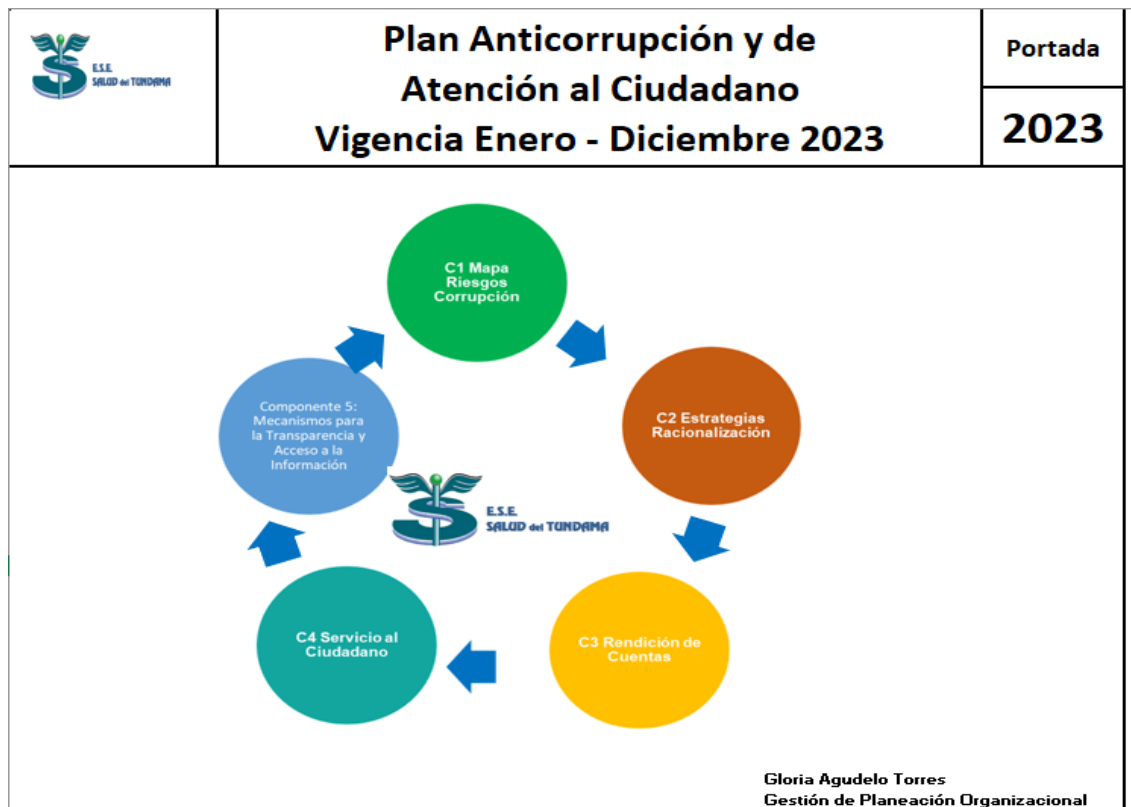 E.S.E.
SALUD del TUNDAMA
Plan Anticorrupción y de
Atención al Ciudadano
Vigencia Enero - Diciembre 2023
Portada
2023
C1 Mapa
Riesgos
Corrupción
C2 Estrategias
Racionalización
Componente 5:
Mecanismos para
la Transparencia y
Acceso a la
Información
E.S.E.
SALUD del TUNDAMA
C4 Servicio al
Ciudadano
C3 Rendición de
Cuentas
Gloria Agudelo Torres
Gestión de Planeación Organizacional